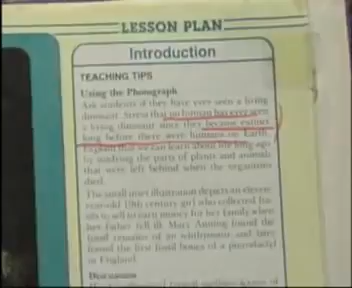 LESSON PLAN
Introduction
TEACHING TIPS
Using the Photograph
Ask students if they have ever seen a living
dinosaur. Stress that no human has ever seen
a living dinosaur since they became extinct
long before there were humans on Earth.
Explain that we can learn about life long ago
by studying the parts of plants and animals
that were left behind when the organisms
died.
The small inset illustration depicts an eleven-
year-old 19th century girl who collected fos-
sils to sell to earn money for her family when
her father fell ill. Mary Anning found the
fossil remains of an ichthyosaur and later
found the first fossil bones of a pterodactyl
in England.
Discussion